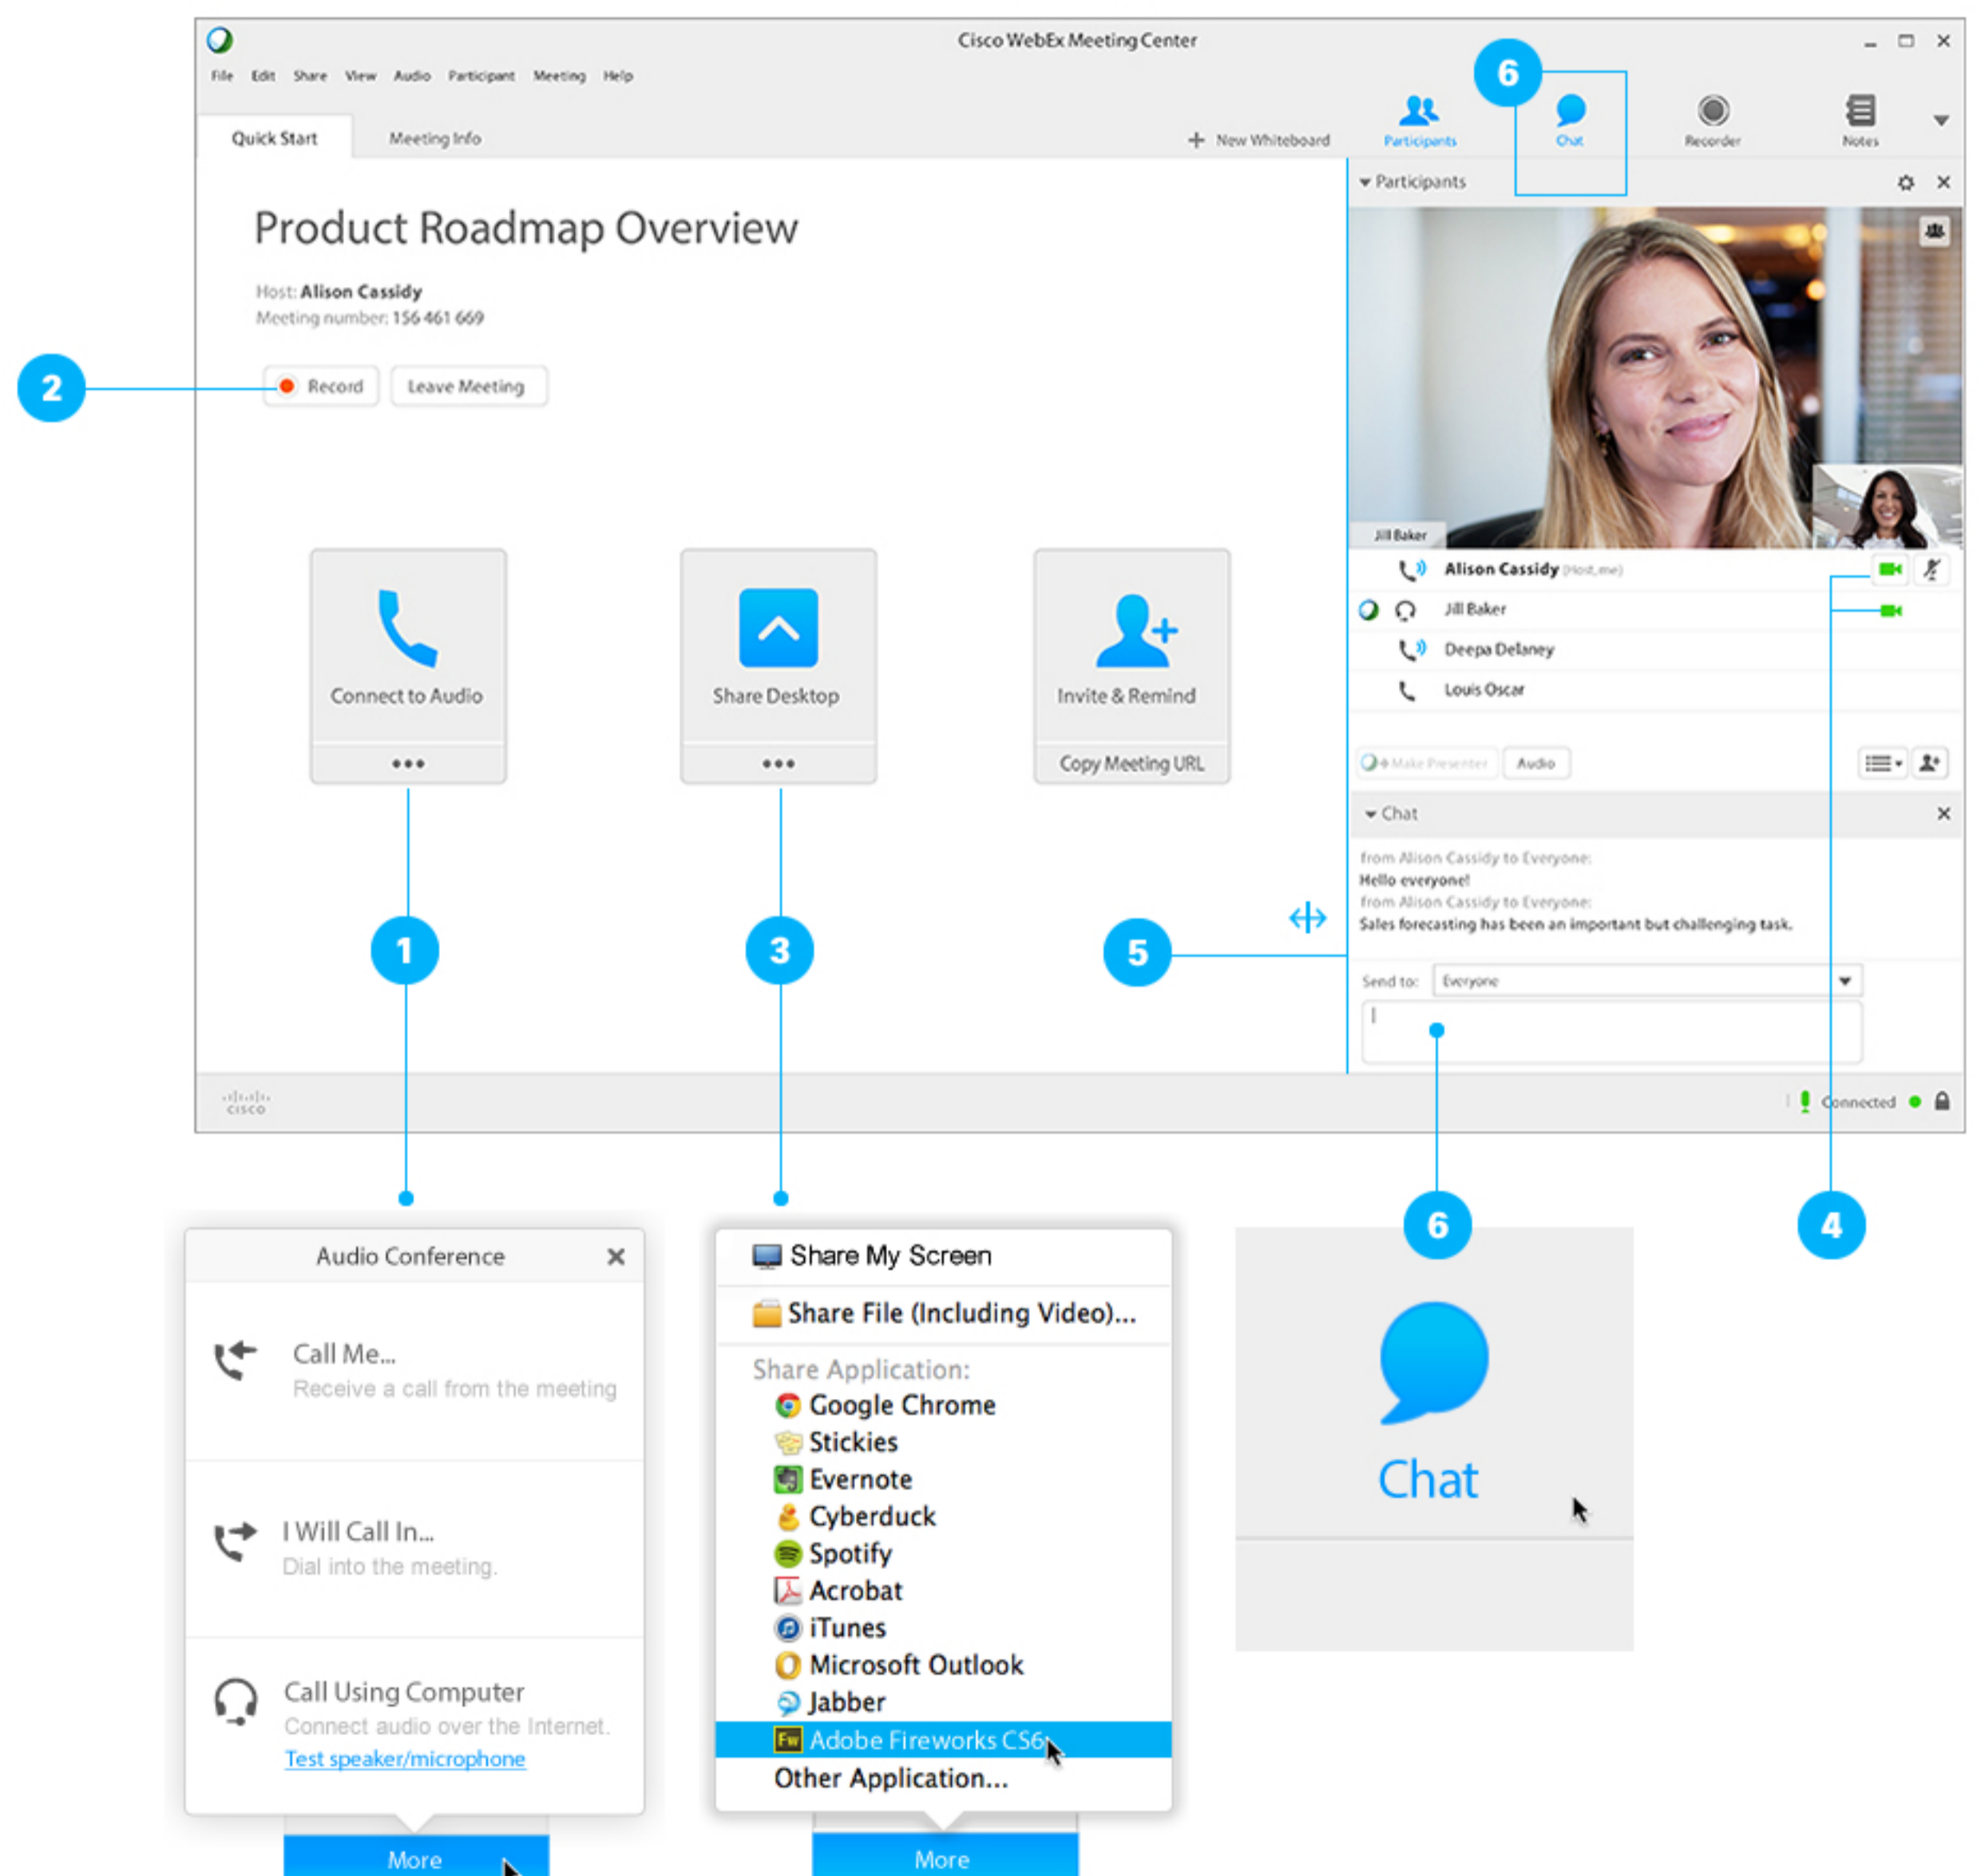 Cisco WebEx Meeting Center
File Edit Share View Audio Participant Meeting Help
6
Quick Start Meeting Info + New Whiteboard Participants Chat Recorder Notes
Participants
Product Roadmap Overview
Host: Alison Cassidy
Meeting number: 156 461 669
2
Record Leave Meeting
Jill Baker
Alison Cassidy (Host, me)
Jill Baker
Deepa Delaney
Louis Oscar
Connect to Audio Share Desktop Invite & Remind
Copy Meeting URL
Make Presenter Audio
Chat
from Alison Cassidy to Everyone:
Hello everyone!
from Alison Cassidy to Everyone:
Sales forecasting has been an important but challenging task.
1 3 5
Send to: Everyone
CISCO
Connected
6 4
Audio Conference
Call Me...
Receive a call from the meeting
I Will Call In...
Dial into the meeting.
Call Using Computer
Connect audio over the Internet.
Test speaker/microphone
More
Share My Screen
Share File (Including Video)...
Share Application:
Google Chrome
Stickies
Evernote
Cyberduck
Spotify
Acrobat
iTunes
Microsoft Outlook
Jabber
Fw Adobe Fireworks CS6
Other Application...
More
Chat